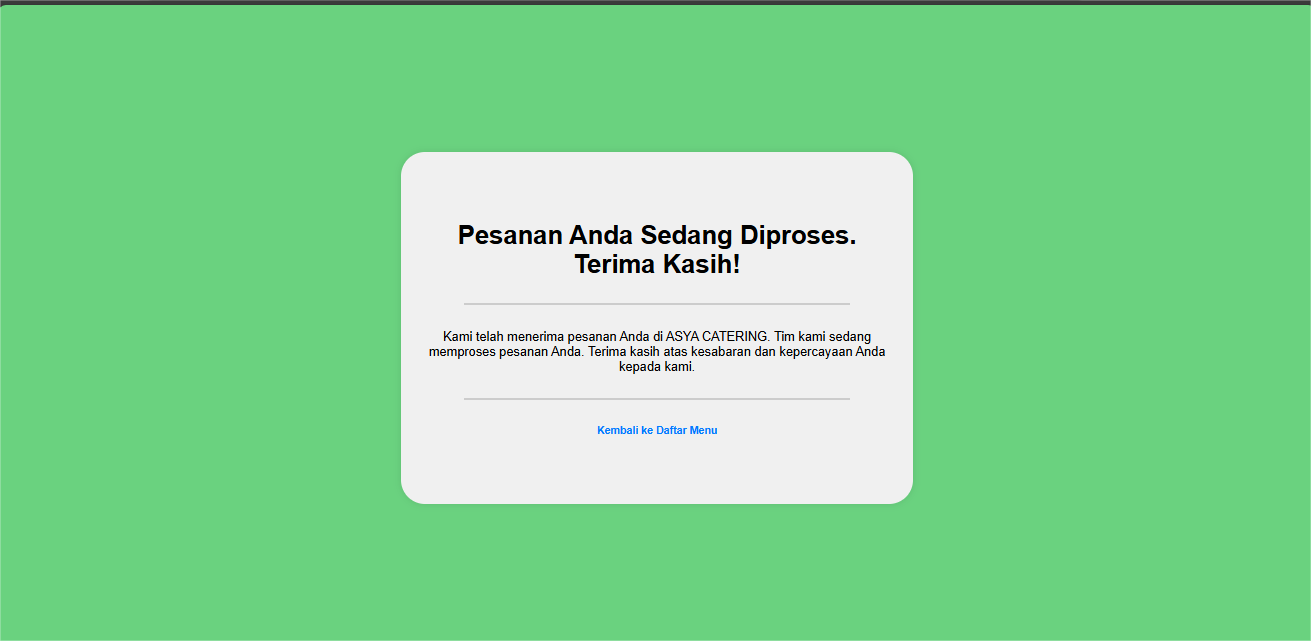 Pesanan Anda Sedang Diproses.
Terima Kasih!
Kami telah menerima pesanan Anda di ASYA CATERING. Tim kami sedang
memproses pesanan Anda. Terima kasih atas kesabaran dan kepercayaan Anda
kepada kami.
Kembali ke Daftar Menu